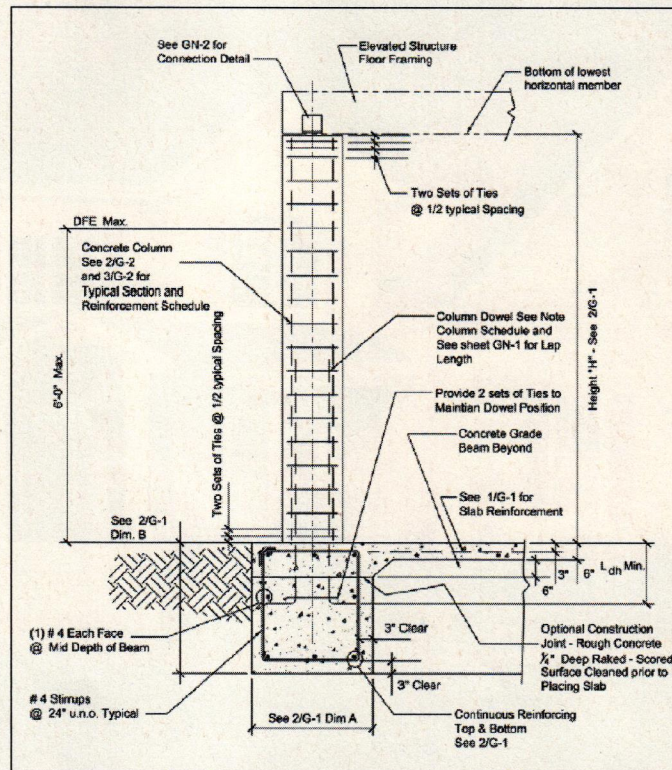 See GN-2 for
Connection Detail
Elevated Structure
Floor Framing
Bottom of lowest
horizontal member
Two Sets of Ties
@ 1/2 typical Spacing
DFE Max.
Concrete Column
See 2/G-2
and 3/G-2 for
Typical Section and
Reinforcement Schedule
6'-0" Max.
Two Sets of Ties @ 1/2 typical Spacing
Column Dowel See Note
Column Schedule and
See sheet GN-1 for Lap
Length
Height "H" - See 2/G-1
Provide 2 sets of Ties to
Maintian Dowel Position
Concrete Grade
Beam Beyond
See 1/G-1 for
Slab Reinforcement
See 2/G-1
Dim. B
3"
6"
6"
Ldh Min.
(1) # 4 Each Face
@ Mid Depth of Beam
3" Clear
Optional Construction
Joint - Rough Concrete
¼" Deep Raked - Scored
Surface Cleaned prior to
Placing Slab
3" Clear
# 4 Stirrups
@ 24" u.n.o. Typical
See 2/G-1 Dim A
Continuous Reinforcing
Top & Bottom
See 2/G-1